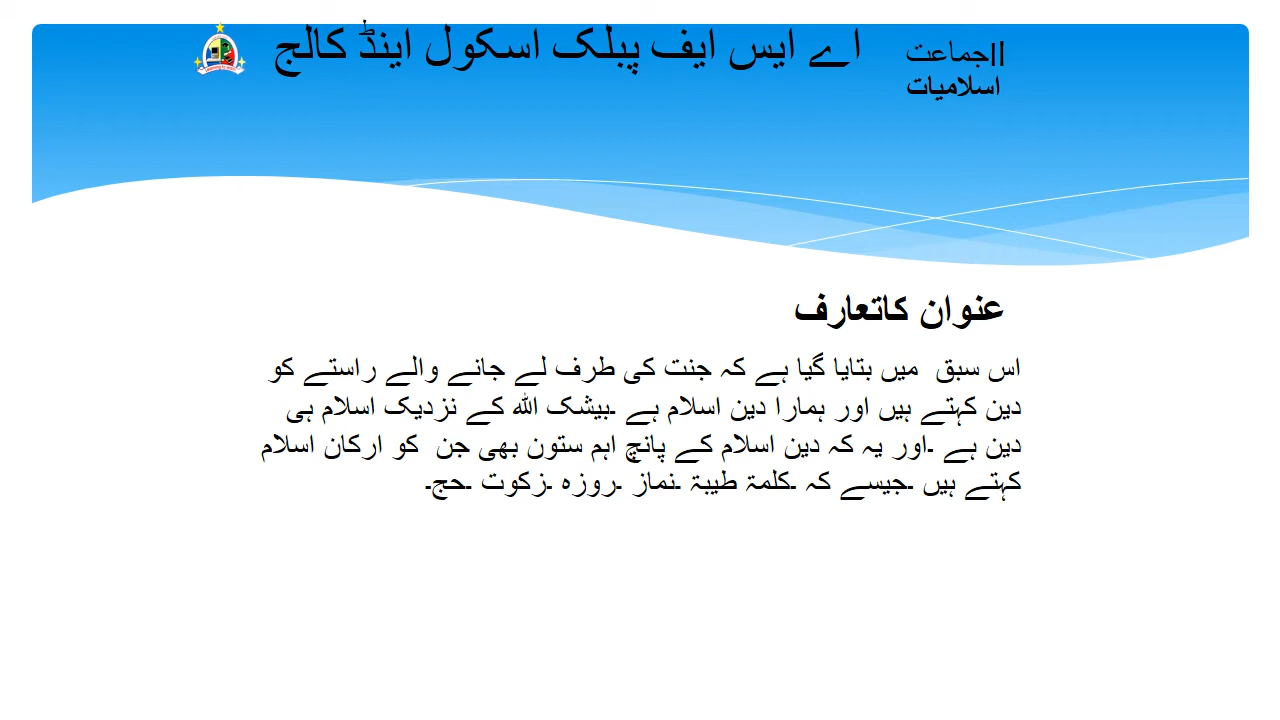 جماعت II
اسلامیات
اے ایس ایف پبلک اسکول اینڈ کالج
عنوان کاتعارف
اس سبق میں بتایا گیا ہے کہ جنت کی طرف لے جانے والے راستے کو
دین کہتے ہیں اور ہمارا دین اسلام ہے ۔بیشک اللہ کے نزدیک اسلام ہی
دین ہے ۔اور یہ کہ دین اسلام کے پانچ اہم ستون بھی جن کو ارکان اسلام
کہتے ہیں ۔جیسے کہ ۔کلمۃ طیبۃ ۔نماز ۔روزہ ۔زکوت ۔حج۔